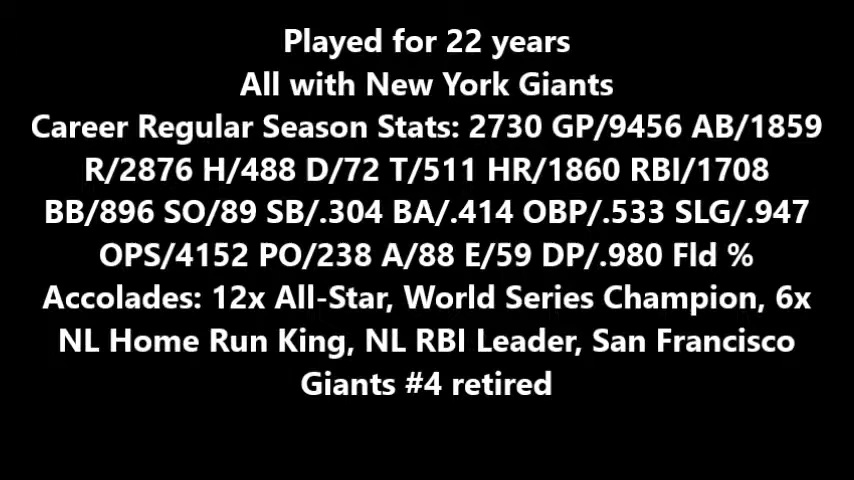 Played for 22 years
All with New York Giants
Career Regular Season Stats: 2730 GP/9456 AB/1859
R/2876 H/488 D/72 T/511 HR/1860 RBI/1708
BB/896 SO/89 SB/.304 BA/.414 OBP/.533 SLG/.947
OPS/4152 PO/238 A/88 E/59 DP/.980 Fld %
Accolades: 12x All-Star, World Series Champion, 6x
NL Home Run King, NL RBI Leader, San Francisco
Giants #4 retired